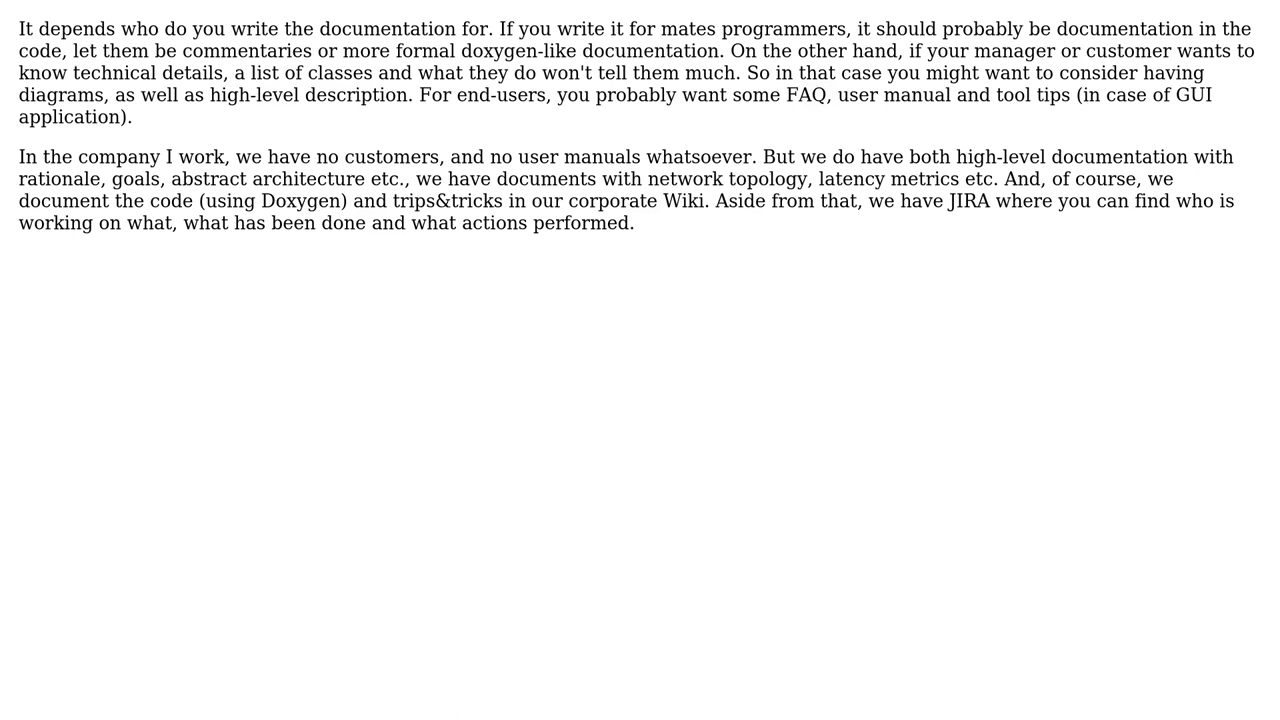 It depends who do you write the documentation for. If you write it for mates programmers, it should probably be documentation in the
code, let them be commentaries or more formal doxygen-like documentation. On the other hand, if your manager or customer wants to
know technical details, a list of classes and what they do won't tell them much. So in that case you might want to consider having
diagrams, as well as high-level description. For end-users, you probably want some FAQ, user manual and tool tips (in case of GUI
application).
In the company I work, we have no customers, and no user manuals whatsoever. But we do have both high-level documentation with
rationale, goals, abstract architecture etc., we have documents with network topology, latency metrics etc. And, of course, we
document the code (using Doxygen) and trips&tricks in our corporate Wiki. Aside from that, we have JIRA where you can find who is
working on what, what has been done and what actions performed.